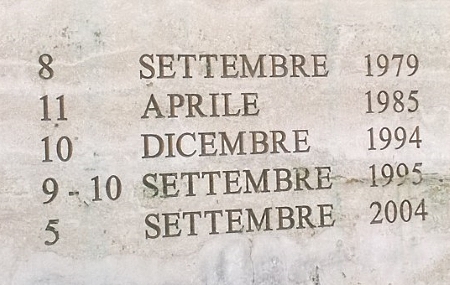 8 SETTEMBRE 1979
11 APRILE 1985
10 DICEMBRE 1994
9 - 10 SETTEMBRE 1995
5 SETTEMBRE 2004